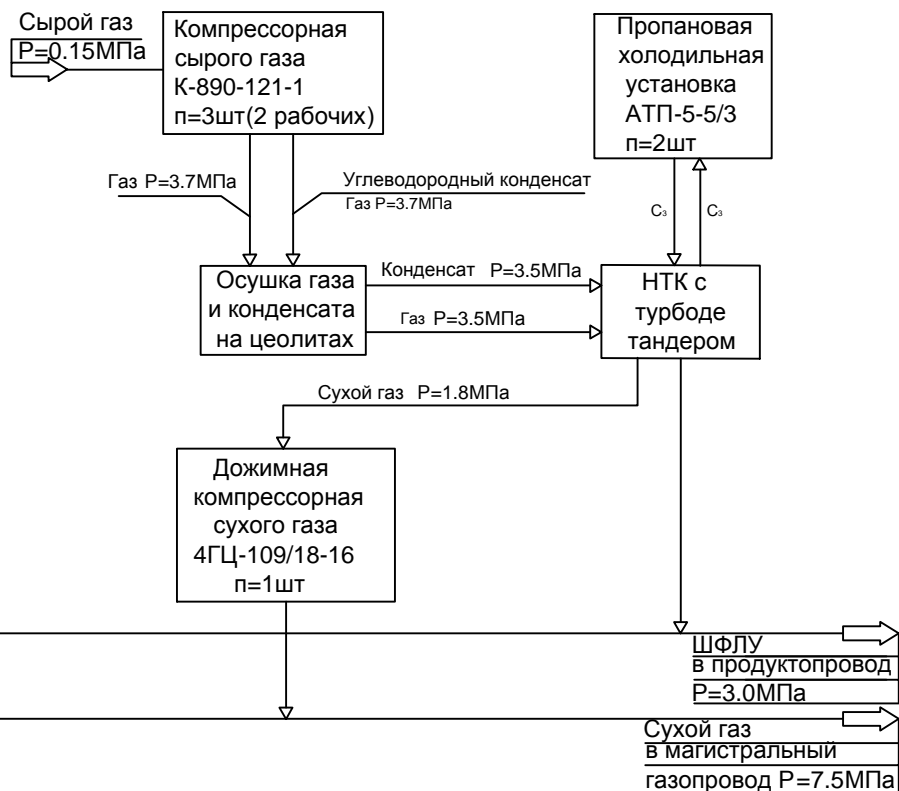 Сырой газ
P=0.15МПа
Компрессорная
сырого газа
К-890-121-1
п=3шт(2 рабочих)
Пропановая
холодильная
установка
АТП-5-5/3
п=2шт
Газ P=3.7МПа
Углеводородный конденсат
Газ P=3.7МПа
C₃
C₃
Осушка газа
и конденсата
на цеолитах
Конденсат P=3.5МПа
Газ P=3.5МПа
НТК с
турбоде
тандером
Сухой газ P=1.8МПа
Дожимная
компрессорная
сухого газа
4ГЦ-109/18-16
п=1шт
ШФЛУ
в продуктопровод
P=3.0МПа
Сухой газ
в магистральный
газопровод P=7.5МПа